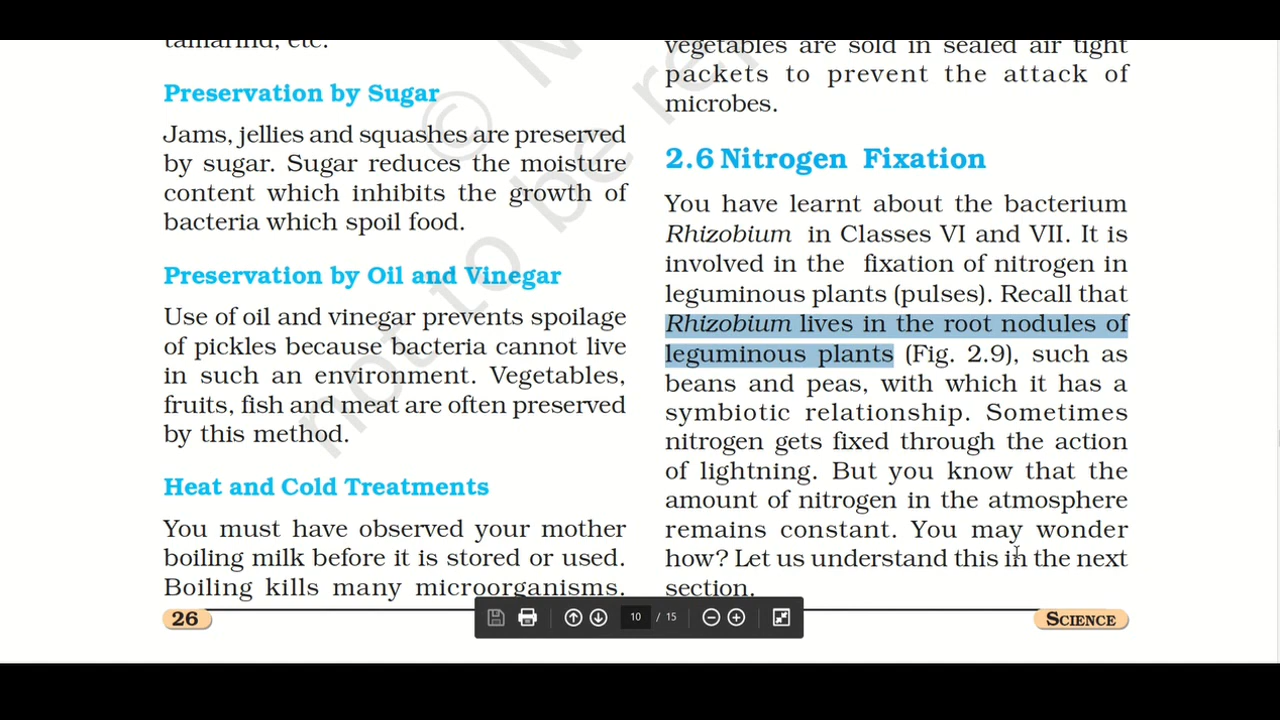 tamarind, etc.
Preservation by Sugar
Jams, jellies and squashes are preserved
by sugar. Sugar reduces the moisture
content which inhibits the growth of
bacteria which spoil food.
Preservation by Oil and Vinegar
Use of oil and vinegar prevents spoilage
of pickles because bacteria cannot live
in such an environment. Vegetables,
fruits, fish and meat are often preserved
by this method.
Heat and Cold Treatments
You must have observed your mother
boiling milk before it is stored or used.
Boiling kills many microorganisms.
vegetables are sold in sealed air tight
packets to prevent the attack of
microbes.
2.6 Nitrogen Fixation
You have learnt about the bacterium
Rhizobium in Classes VI and VII. It is
involved in the fixation of nitrogen in
leguminous plants (pulses). Recall that
Rhizobium lives in the root nodules of
leguminous plants (Fig. 2.9), such as
beans and peas, with which it has a
symbiotic relationship. Sometimes
nitrogen gets fixed through the action
of lightning. But you know that the
amount of nitrogen in the atmosphere
remains constant. You may wonder
how? Let us understand this in the next
section.
26
10 / 15
SCIENCE
© N
not to be re